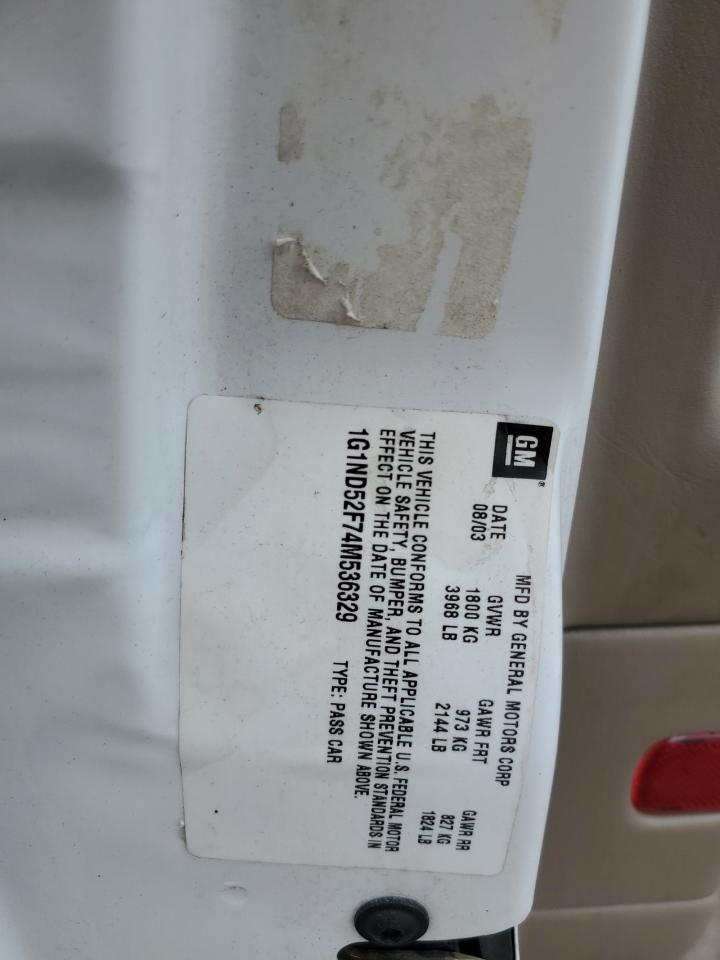 GM®
MFD BY GENERAL MOTORS CORP
DATE GVWR GAWR FRT GAWR RR
08/03 1800 KG 973 KG 827 KG
3968 LB 2144 LB 1824 LB
THIS VEHICLE CONFORMS TO ALL APPLICABLE U.S. FEDERAL MOTOR
VEHICLE SAFETY, BUMPER, AND THEFT PREVENTION STANDARDS IN
EFFECT ON THE DATE OF MANUFACTURE SHOWN ABOVE.
1G1ND52F74M536329 TYPE: PASS CAR